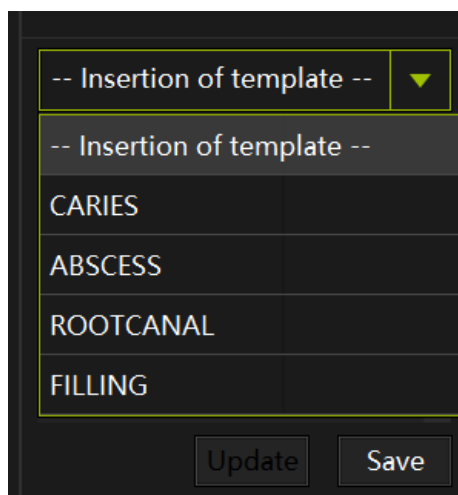 -- Insertion of template --
-- Insertion of template --
CARIES
ABSCESS
ROOTCANAL
FILLING
Update Save